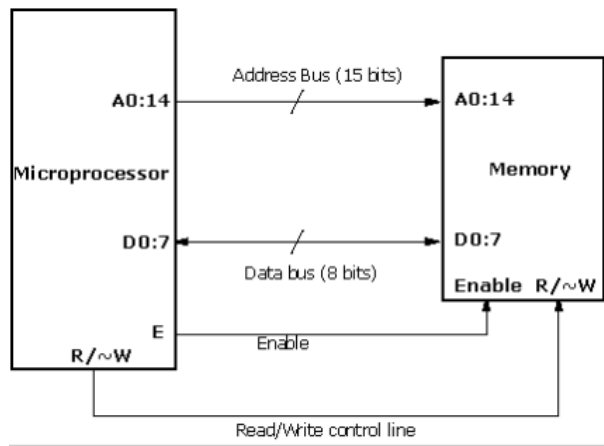 Address Bus (15 bits)
A0:14
A0:14
Microprocessor
Memory
D0:7
D0:7
Data bus (8 bits)
Enable R/~W
E
Enable
R/~W
Read/Write control line